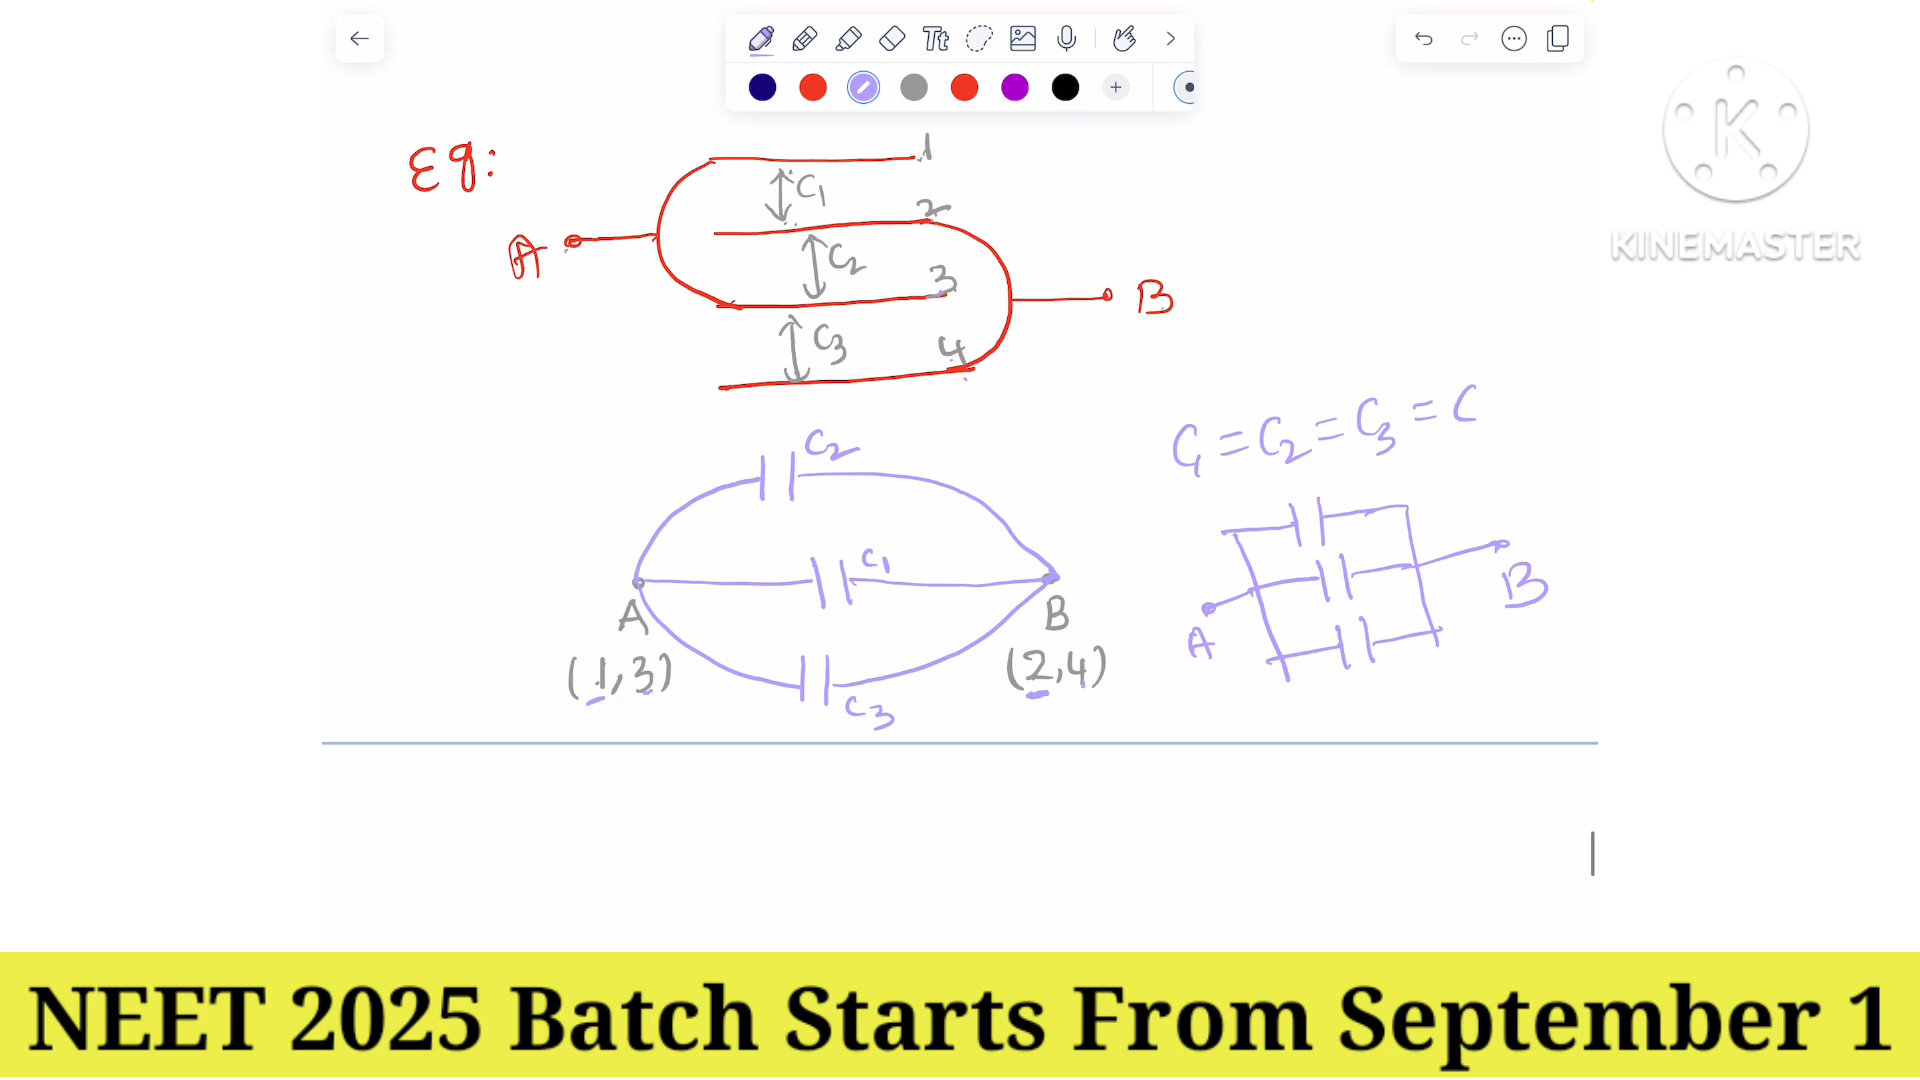 Tt
K
KINEMASTER
Eg:
1
C1
2
A
C2
3
B
C3
4
C2
C1 = C2 = C3 = C
C1
A
B
B
A
(1,3)
(2,4)
C3
NEET 2025 Batch Starts From September 1